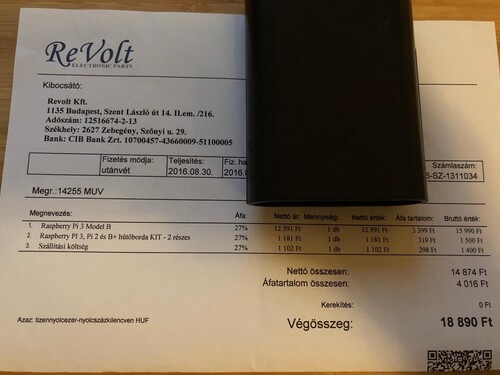 ReVolt
ELECTRONIC PARTS
Kibocsátó:
Revolt Kft.
1135 Budapest, Szent László út 14. II.em. /216.
Adószám: 12516674-2-13
Székhely: 2627 Zebegény, Szőnyi u. 29.
Bank: CIB Bank Zrt. 10700457-43660009-51100005
Fizetés módja: Teljesítés: Fiz. ha Számlaszám:
utánvét 2016.08.30. 2016.0 S-SZ-1311034
Megr.:14255 MUV
Megnevezés: Áfa: Nettó ár: Mennyiség: Nettó érték: Áfa tartalom: Bruttó érték:
1. Raspberry Pi 3 Model B 27% 12 591 Ft 1 db 12 591 Ft 3 399 Ft 15 990 Ft
2. Raspberry PI 3, Pi 2 és B+ hűtőborda KIT - 2 részes 27% 1 181 Ft 1 db 1 181 Ft 319 Ft 1 500 Ft
3. Szállítási költség 27% 1 102 Ft 1 db 1 102 Ft 298 Ft 1 400 Ft
Nettó összesen: 14 874 Ft
Áfatartalom összesen: 4 016 Ft
Kerekítés: 0 Ft
Azaz: tizennyolcezer-nyolcszázkilencven HUF
Végösszeg: 18 890 Ft